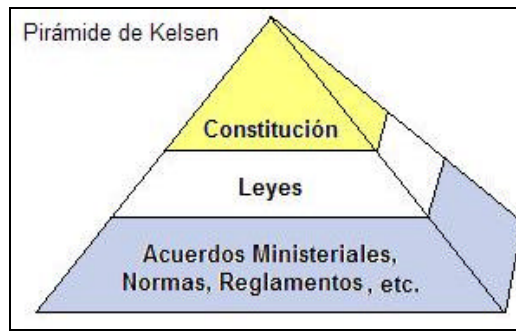 Pirámide de Kelsen
Constitución
Leyes
Acuerdos Ministeriales,
Normas, Reglamentos , etc.